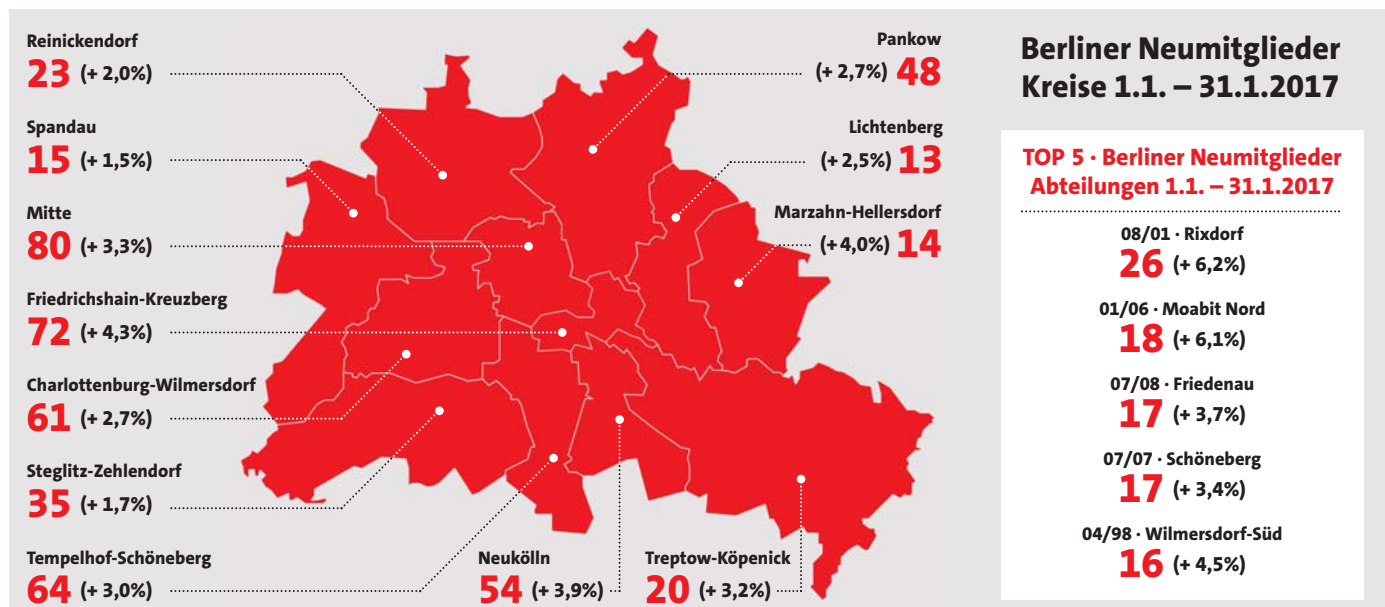 Reinickendorf
23 (+ 2,0%)
Spandau
15 (+ 1,5%)
Mitte
80 (+ 3,3%)
Friedrichshain-Kreuzberg
72 (+ 4,3%)
Charlottenburg-Wilmersdorf
61 (+ 2,7%)
Steglitz-Zehlendorf
35 (+ 1,7%)
Tempelhof-Schöneberg
64 (+ 3,0%)
Neukölln
54 (+ 3,9%)
Treptow-Köpenick
20 (+ 3,2%)
Pankow
(+ 2,7%) 48
Lichtenberg
(+ 2,5%) 13
Marzahn-Hellersdorf
(+ 4,0%) 14
Berliner Neumitglieder
Kreise 1.1. – 31.1.2017
TOP 5 · Berliner Neumitglieder
Abteilungen 1.1. – 31.1.2017
08/01 · Rixdorf
26 (+ 6,2%)
01/06 · Moabit Nord
18 (+ 6,1%)
07/08 · Friedenau
17 (+ 3,7%)
07/07 · Schöneberg
17 (+ 3,4%)
04/98 · Wilmersdorf-Süd
16 (+ 4,5%)